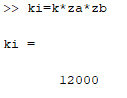 >> ki=k*za*zb
ki =
12000